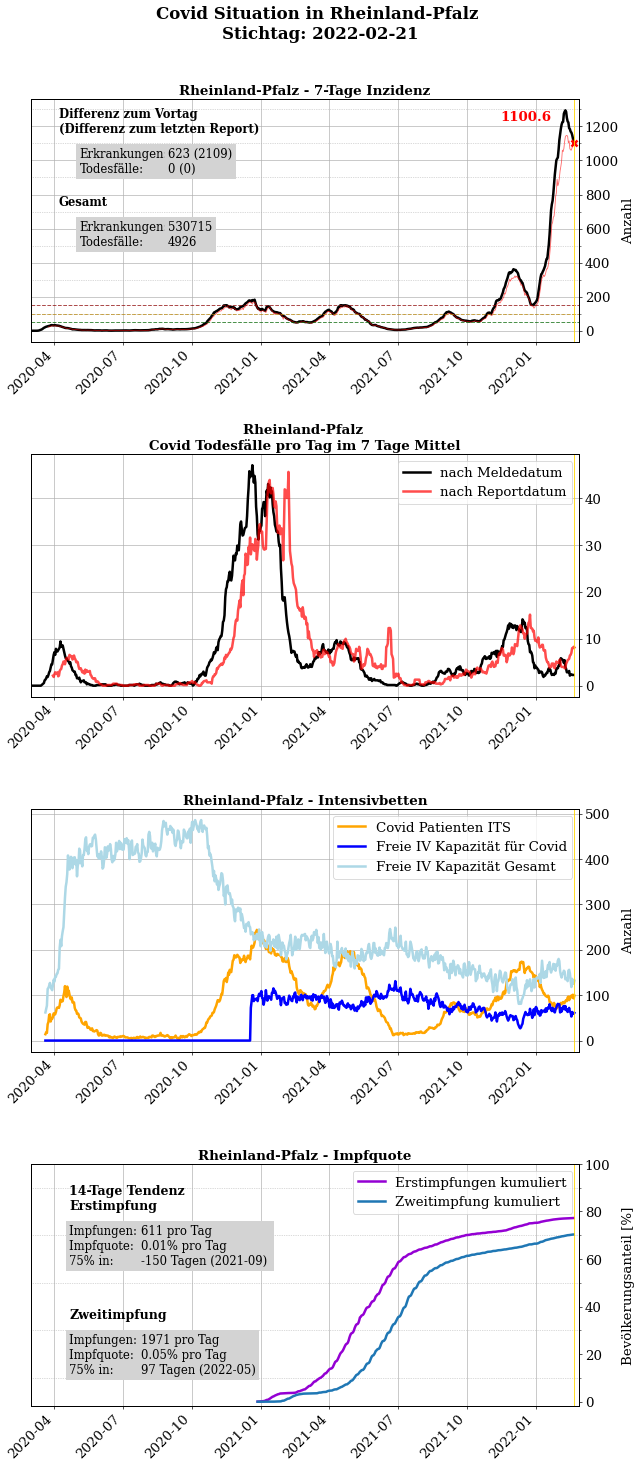 Covid Situation in Rheinland-Pfalz
Stichtag: 2022-02-21
Rheinland-Pfalz - 7-Tage Inzidenz
Differenz zum Vortag
(Differenz zum letzten Report)
Erkrankungen 623 (2109)
Todesfälle: 0 (0)
Gesamt
Erkrankungen 530715
Todesfälle: 4926
1100.6
1200
1000
800
600
400
200
0
Anzahl
2020-04
2020-07
2020-10
2021-01
2021-04
2021-07
2021-10
2022-01
Rheinland-Pfalz
Covid Todesfälle pro Tag im 7 Tage Mittel
nach Meldedatum
nach Reportdatum
40
30
20
10
0
2020-04
2020-07
2020-10
2021-01
2021-04
2021-07
2021-10
2022-01
Rheinland-Pfalz - Intensivbetten
Covid Patienten ITS
Freie IV Kapazität für Covid
Freie IV Kapazität Gesamt
500
400
300
200
100
0
Anzahl
2020-04
2020-07
2020-10
2021-01
2021-04
2021-07
2021-10
2022-01
Rheinland-Pfalz - Impfquote
14-Tage Tendenz
Erstimpfung
Impfungen: 611 pro Tag
Impfquote: 0.01% pro Tag
75% in: -150 Tagen (2021-09)
Zweitimpfung
Impfungen: 1971 pro Tag
Impfquote: 0.05% pro Tag
75% in: 97 Tagen (2022-05)
Erstimpfungen kumuliert
Zweitimpfung kumuliert
100
80
60
40
20
0
Bevölkerungsanteil [%]
2020-04
2020-07
2020-10
2021-01
2021-04
2021-07
2021-10
2022-01